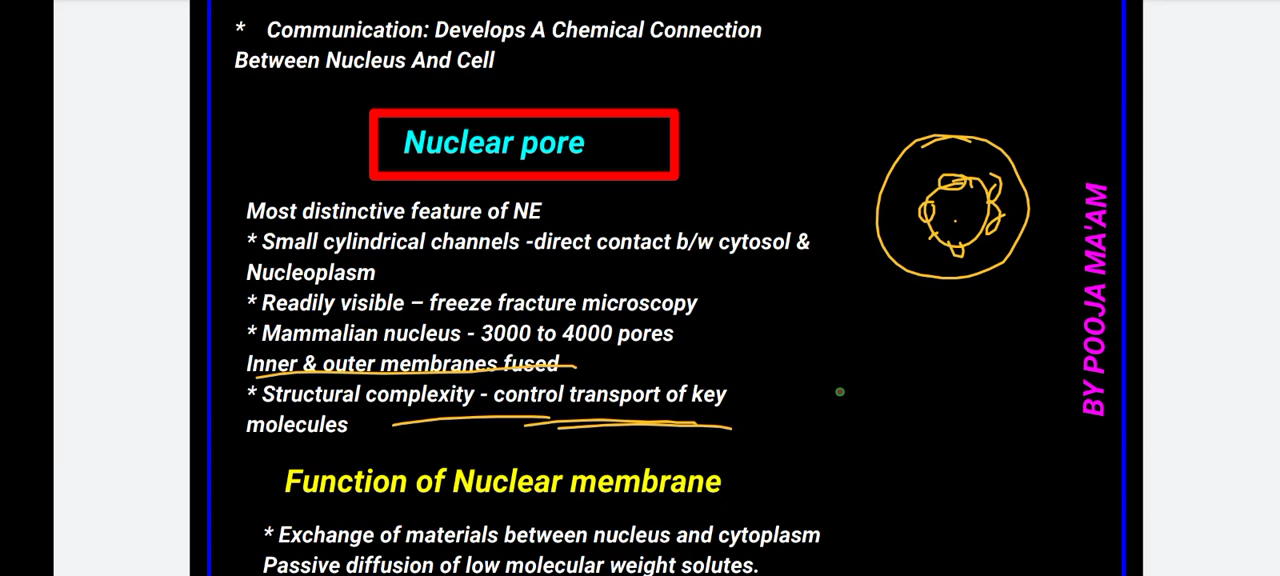 * Communication: Develops A Chemical Connection
Between Nucleus And Cell
Nuclear pore
Most distinctive feature of NE
* Small cylindrical channels -direct contact b/w cytosol &
Nucleoplasm
* Readily visible – freeze fracture microscopy
* Mammalian nucleus - 3000 to 4000 pores
Inner & outer membranes fused
* Structural complexity - control transport of key
molecules
Function of Nuclear membrane
* Exchange of materials between nucleus and cytoplasm
Passive diffusion of low molecular weight solutes.
BY POOJA MA'AM